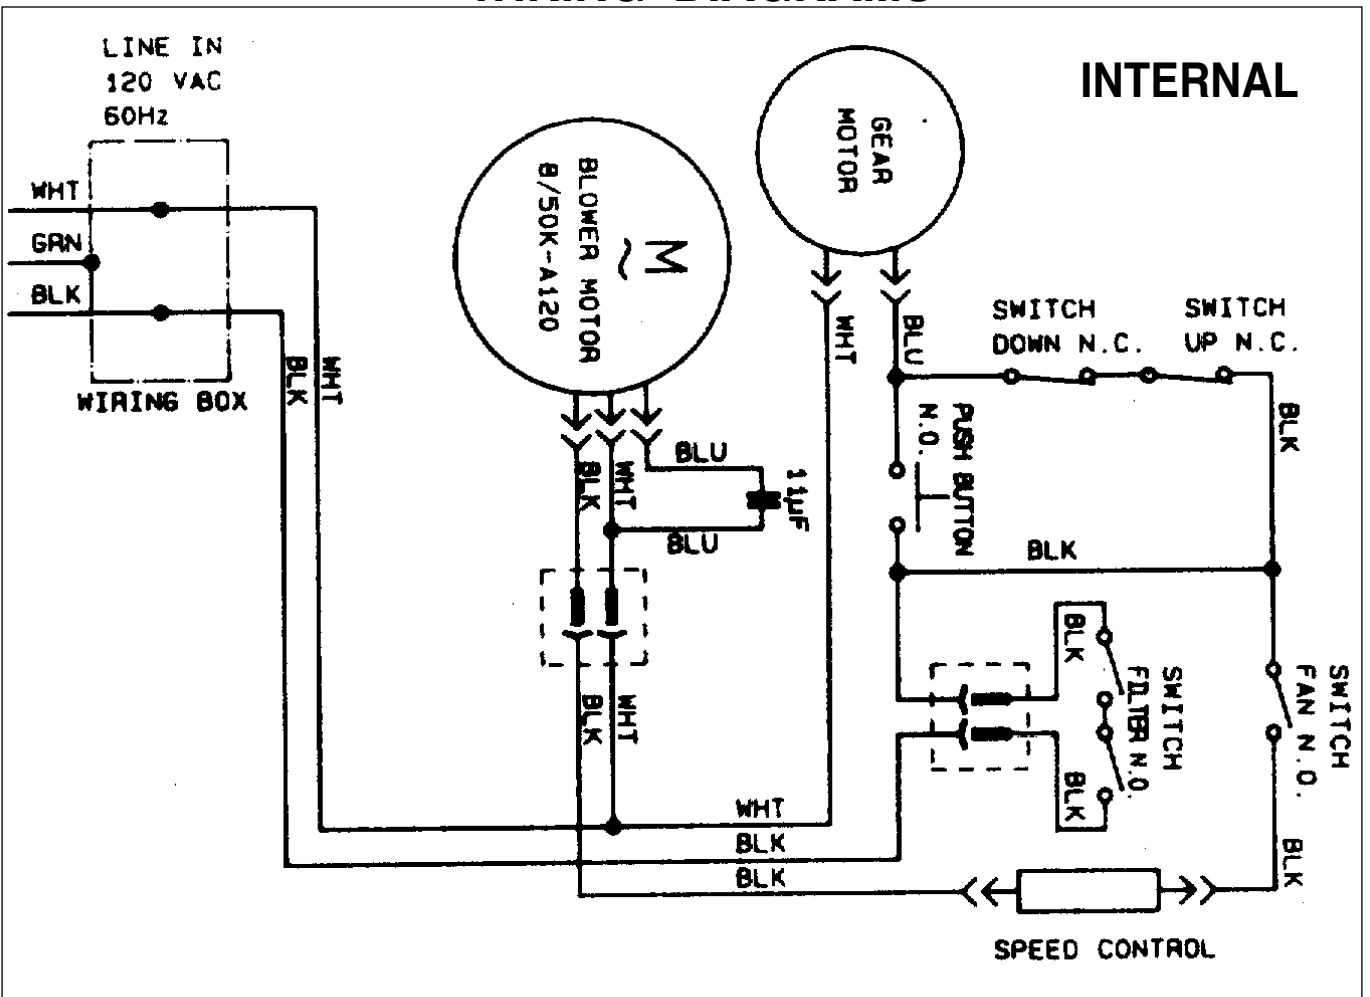 INTERNAL
LINE IN
120 VAC
60Hz
WHT
GRN
BLK
WIRING BOX
BLK
WHT
BLOWER MOTOR
8/50K-A120
M
~
GEAR
MOTOR
WHT
BLU
SWITCH
DOWN N.C.
SWITCH
UP N.C.
BLK
PUSH BUTTON
N.O.
BLK
WHT
BLU
BLU
11µF
BLK
BLK
WHT
BLK
BLK
SWITCH
FILTER N.O.
SWITCH
FAN N.O.
WHT
BLK
BLK
BLK
SPEED CONTROL